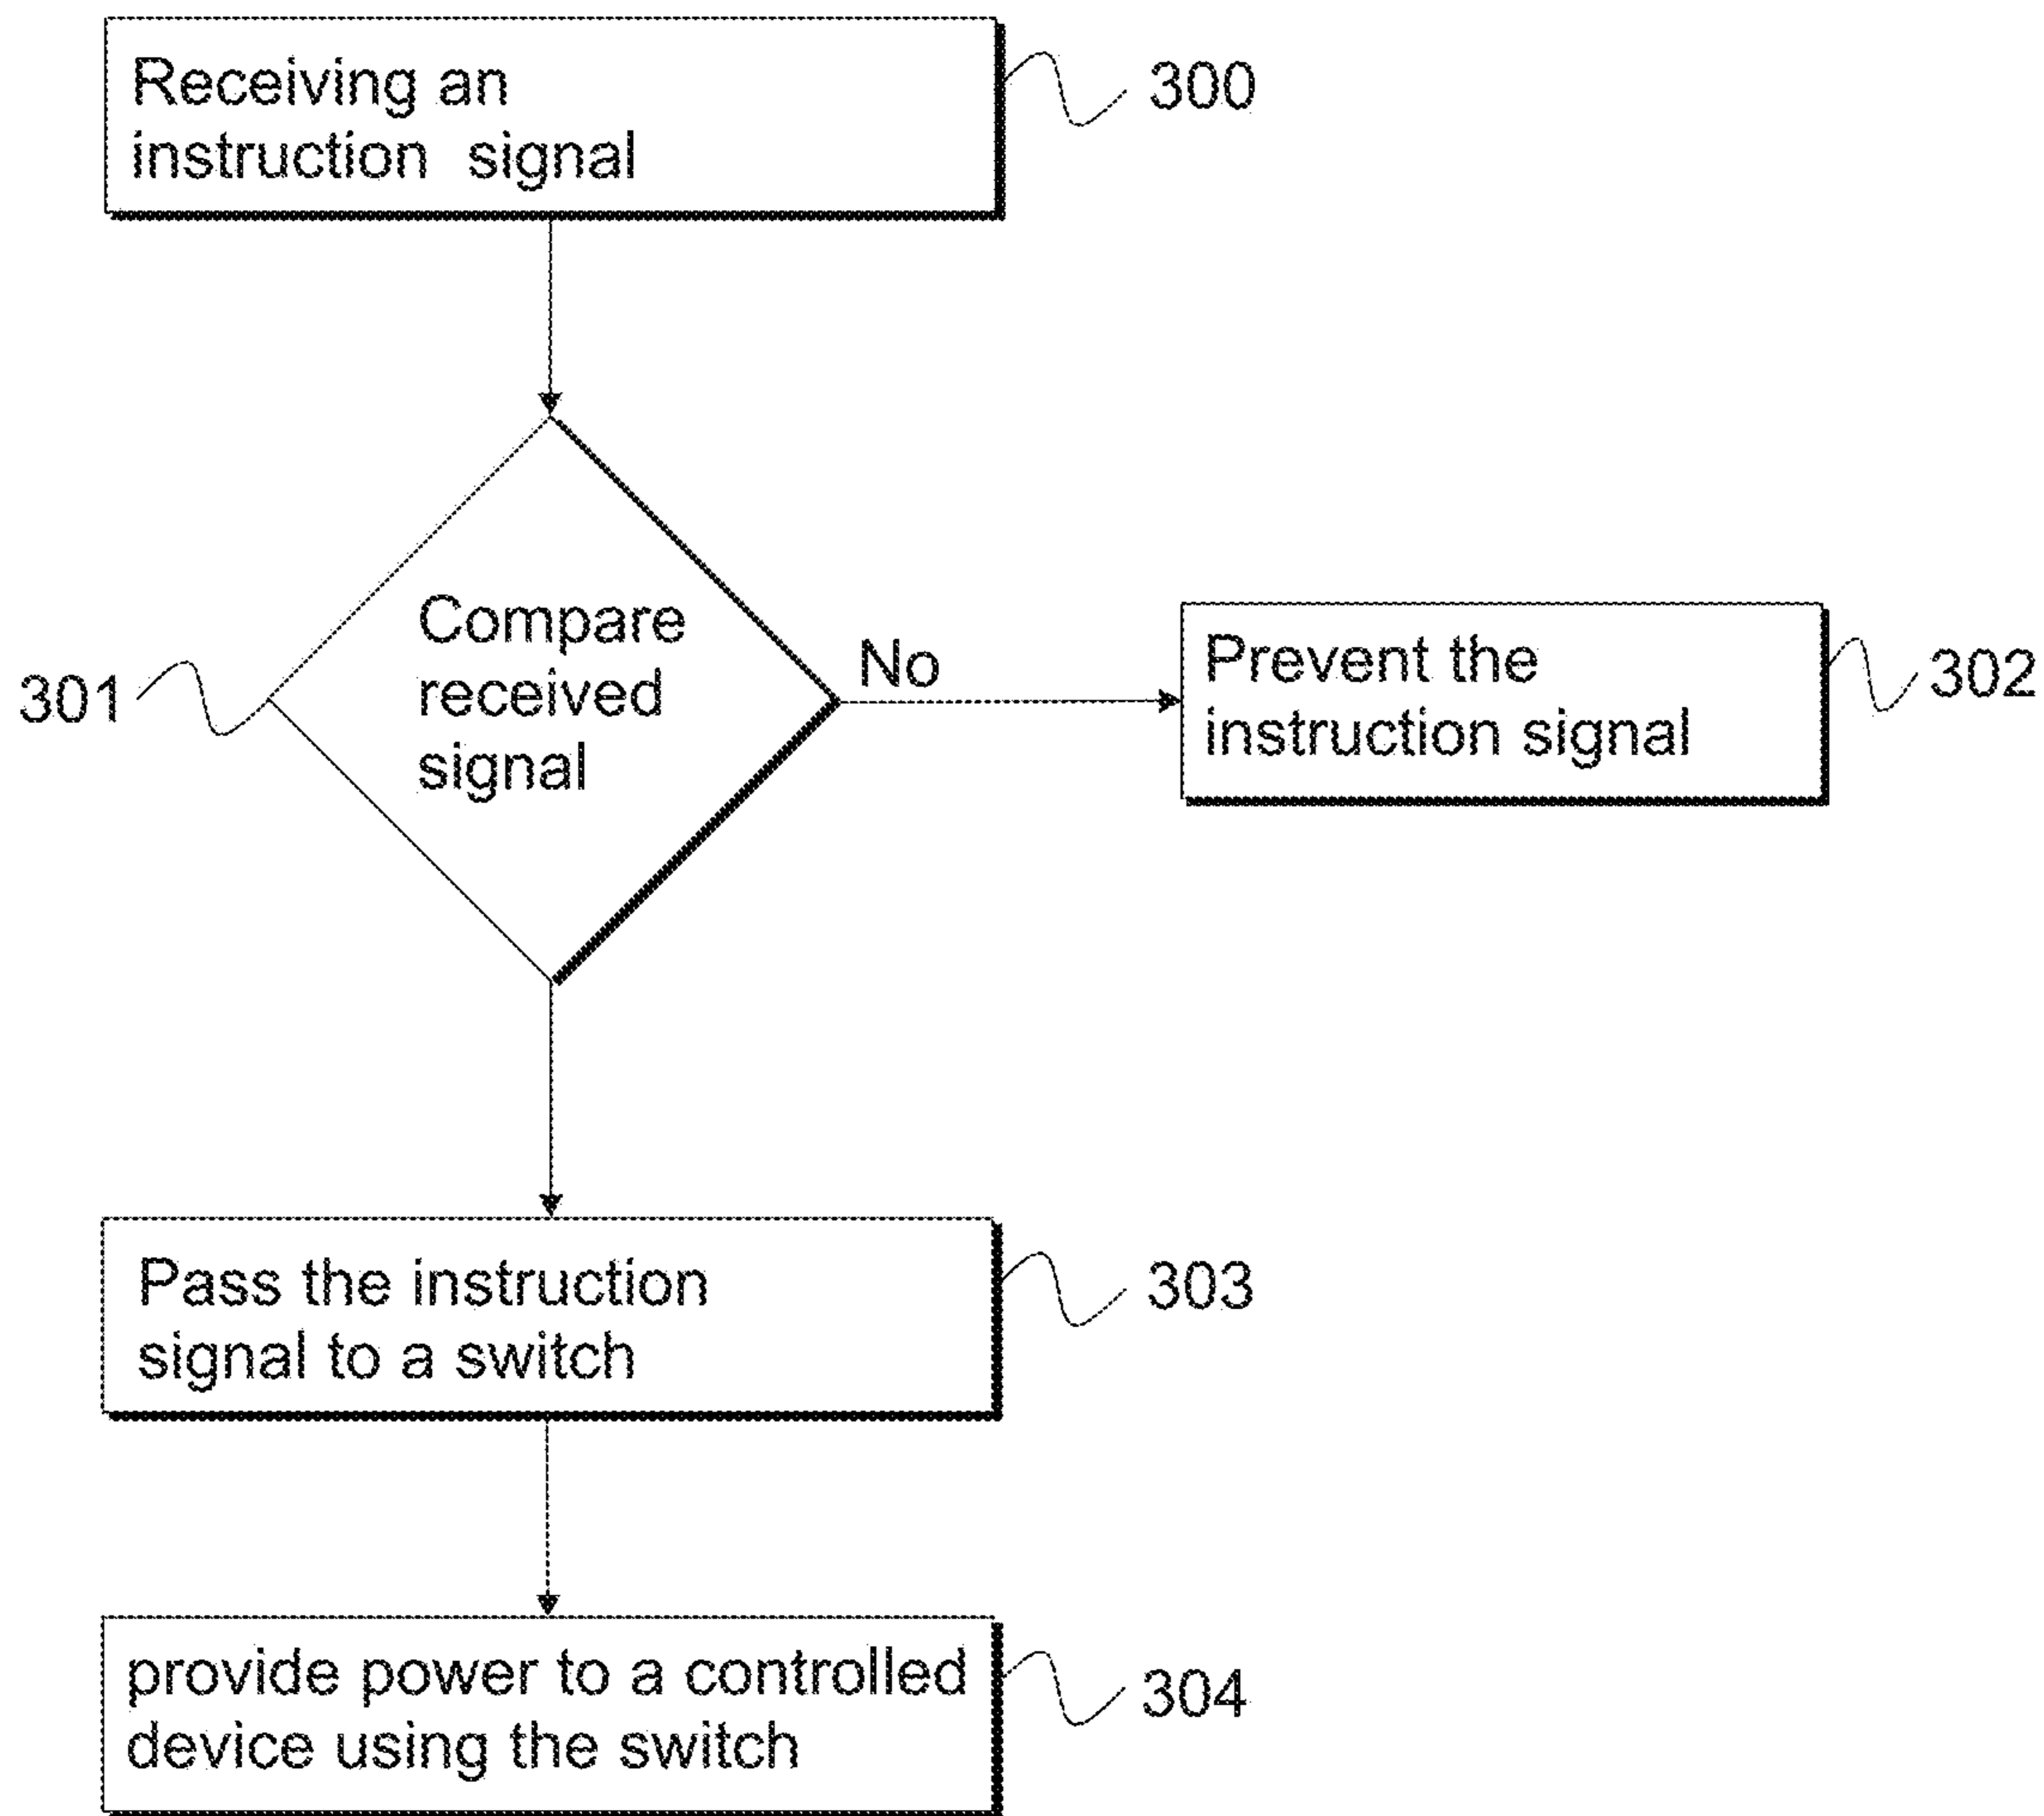 Receiving an
instruction signal
300
Compare
received
signal
301
No
Prevent the
instruction signal
302
Pass the instruction
signal to a switch
303
provide power to a controlled
device using the switch
304